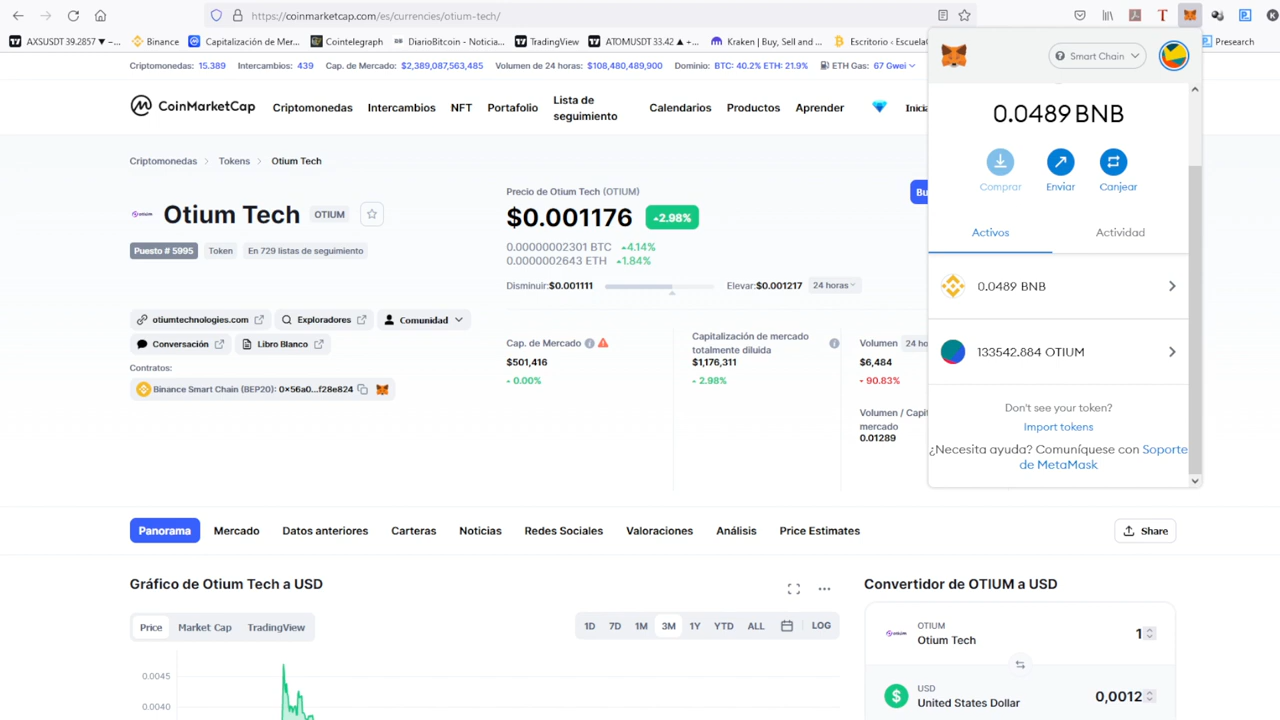 https://coinmarketcap.com/es/currencies/otium-tech/
AXSUSDT 39.2857 ▼ −...
Binance
Capitalización de Mer...
Cointelegraph
DiarioBitcoin - Noticia...
TradingView
ATOMUSDT 33.42 ▲ +...
Kraken | Buy, Sell and ...
Escritorio ‹ Escuela
Presearch
Criptomonedas: 15.389 Intercambios: 439 Cap. de Mercado: $2,389,087,563,485 Volumen de 24 horas: $108,480,489,900 Dominio: BTC: 40.2% ETH: 21.9% ETH Gas: 67 Gwei
CoinMarketCap
Criptomonedas
Intercambios
NFT
Portafolio
Lista de
seguimiento
Calendarios
Productos
Aprender
Inicia
Criptomonedas > Tokens > Otium Tech
Otium Tech OTIUM
Puesto # 5995 Token En 729 listas de seguimiento
otiumtechnologies.com Exploradores Comunidad
Conversación Libro Blanco
Contratos:
Binance Smart Chain (BEP20): 0x56a0...f28e824
Precio de Otium Tech (OTIUM)
$0.001176 2.98%
0.00000002301 BTC 4.14%
0.0000002643 ETH 1.84%
Disminuir:$0.001111 Elevar:$0.001217 24 horas
Cap. de Mercado
$501,416
0.00%
Capitalización de mercado
totalmente diluida
$1,176,311
2.98%
Volumen 24 ho
$6,484
90.83%
Volumen / Capi
mercado
0.01289
Bu
Smart Chain
0.0489 BNB
Comprar Enviar Canjear
Activos Actividad
0.0489 BNB
133542.884 OTIUM
Don't see your token?
Import tokens
¿Necesita ayuda? Comuníquese con Soporte
de MetaMask
Panorama Mercado Datos anteriores Carteras Noticias Redes Sociales Valoraciones Análisis Price Estimates Share
Gráfico de Otium Tech a USD
Price Market Cap TradingView
1D 7D 1M 3M 1Y YTD ALL LOG
0.0045
0.0040
Convertidor de OTIUM a USD
OTIUM
Otium Tech 1
USD
United States Dollar 0,0012